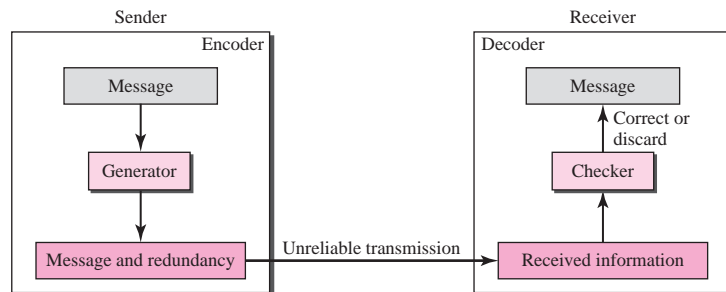 Sender
Encoder
Message
Generator
Message and redundancy
Unreliable transmission
Receiver
Decoder
Message
Correct or
discard
Checker
Received information